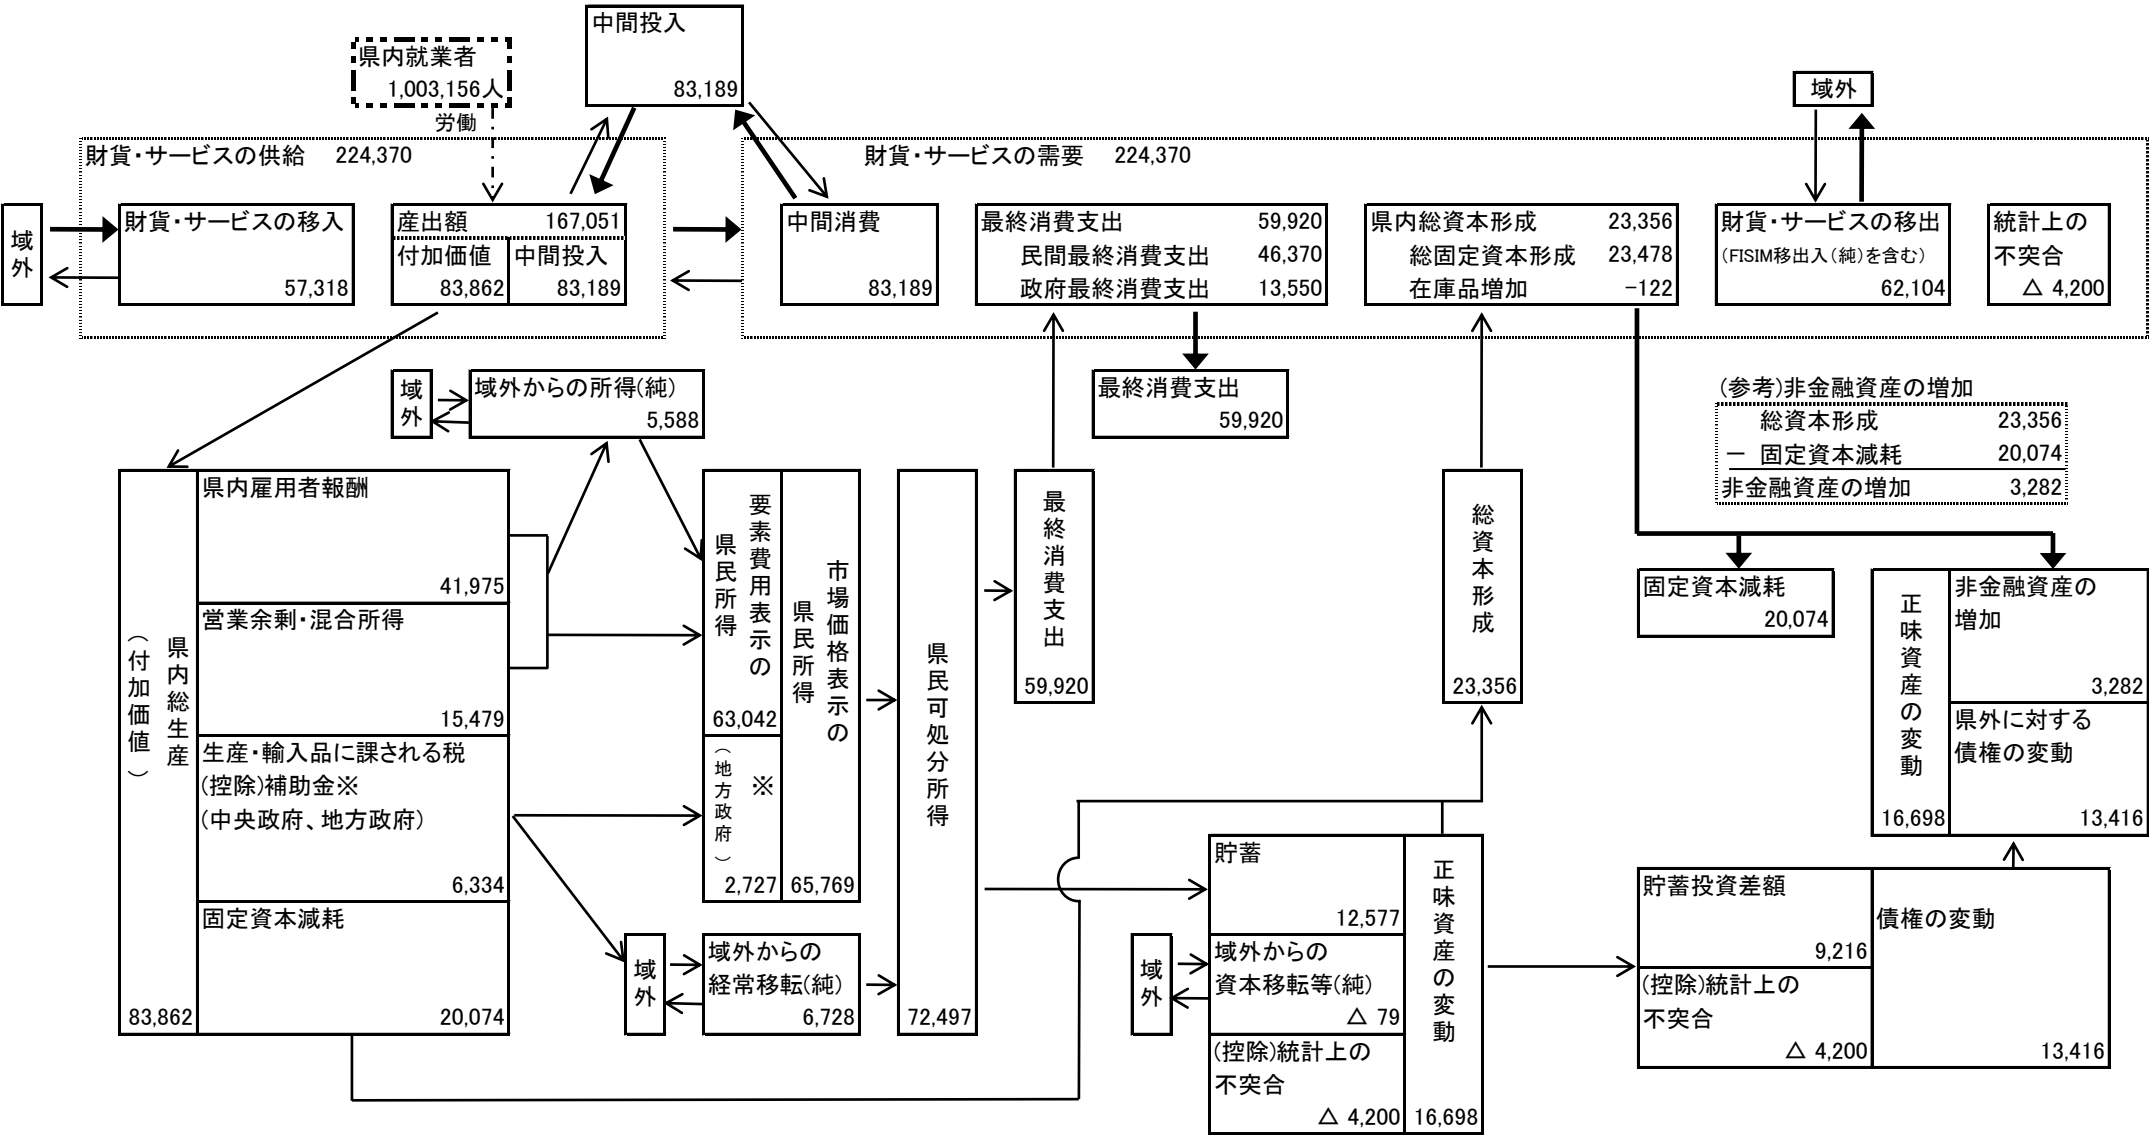 中間投入
83,189
県内就業者
1,003,156人
労働
域外
財貨・サービスの供給 224,370
財貨・サービスの需要 224,370
域外
財貨・サービスの移入
57,318
産出額 167,051
付加価値 中間投入
83,862 83,189
中間消費
83,189
最終消費支出 59,920
民間最終消費支出 46,370
政府最終消費支出 13,550
県内総資本形成 23,356
総固定資本形成 23,478
在庫品増加 -122
財貨・サービスの移出
(FISIM移出入(純)を含む)
62,104
統計上の
不突合
△ 4,200
域外
域外からの所得(純)
5,588
最終消費支出
59,920
(参考)非金融資産の増加
総資本形成 23,356
− 固定資本減耗 20,074
非金融資産の増加 3,282
県内総生産
(付加価値)
83,862
県内雇用者報酬
41,975
営業余剰・混合所得
15,479
生産・輸入品に課される税
(控除)補助金※
(中央政府、地方政府)
6,334
固定資本減耗
20,074
要素費用表示の
県民所得
63,042
※
(地方政府)
2,727
市場価格表示の
県民所得
65,769
域外
域外からの
経常移転(純)
6,728
県民可処分所得
72,497
最終消費支出
59,920
総資本形成
23,356
貯蓄
12,577
域外
域外からの
資本移転等(純)
△ 79
(控除)統計上の
不突合
△ 4,200
正味資産の変動
16,698
固定資本減耗
20,074
正味資産の変動
16,698
非金融資産の
増加
3,282
県外に対する
債権の変動
13,416
貯蓄投資差額
9,216
(控除)統計上の
不突合
△ 4,200
債権の変動
13,416